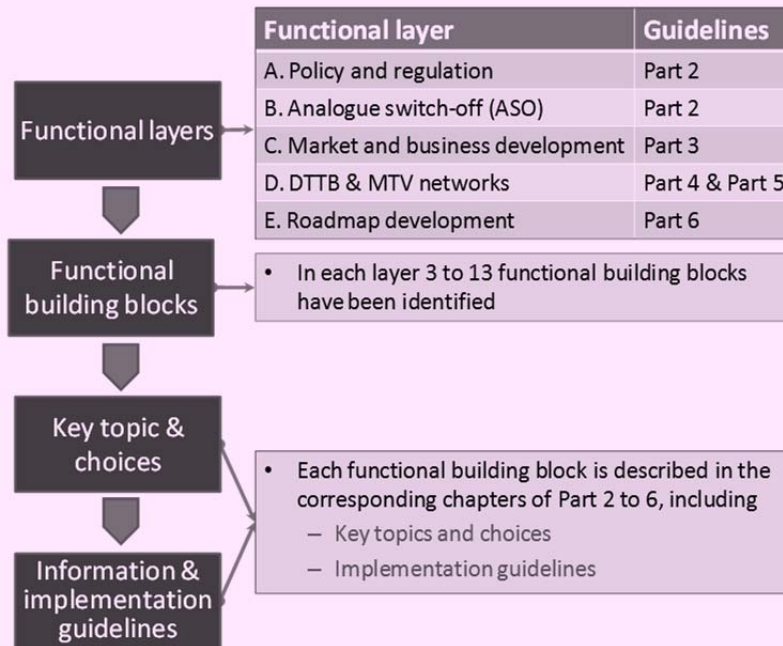 Functional layer Guidelines
A. Policy and regulation Part 2
B. Analogue switch-off (ASO) Part 2
C. Market and business development Part 3
D. DTTB & MTV networks Part 4 & Part 5
E. Roadmap development Part 6
Functional layers
Functional
building blocks
• In each layer 3 to 13 functional building blocks
have been identified
Key topic &
choices
• Each functional building block is described in the
corresponding chapters of Part 2 to 6, including
– Key topics and choices
– Implementation guidelines
Information &
implementation
guidelines